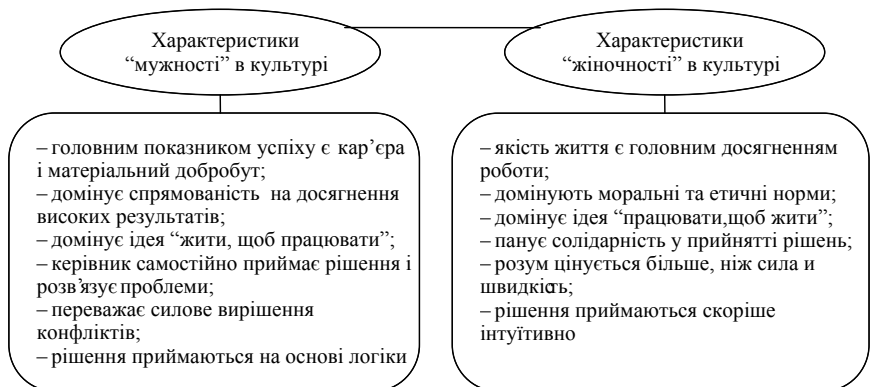 Характеристики
“мужності” в культурі
Характеристики
“жіночності” в культурі
– головним показником успіху є кар’єра
і матеріальний добробут;
– домінує спрямованість на досягнення
високих результатів;
– домінує ідея “жити, щоб працювати”;
– керівник самостійно приймає рішення і
розв’язує проблеми;
– переважає силове вирішення
конфліктів;
– рішення приймаються на основі логіки
– якість життя є головним досягненням
роботи;
– домінують моральні та етичні норми;
– домінує ідея “працювати,щоб жити”;
– панує солідарність у прийнятті рішень;
– розум цінується більше, ніж сила и
швидкість;
– рішення приймаються скоріше
інтуїтивно